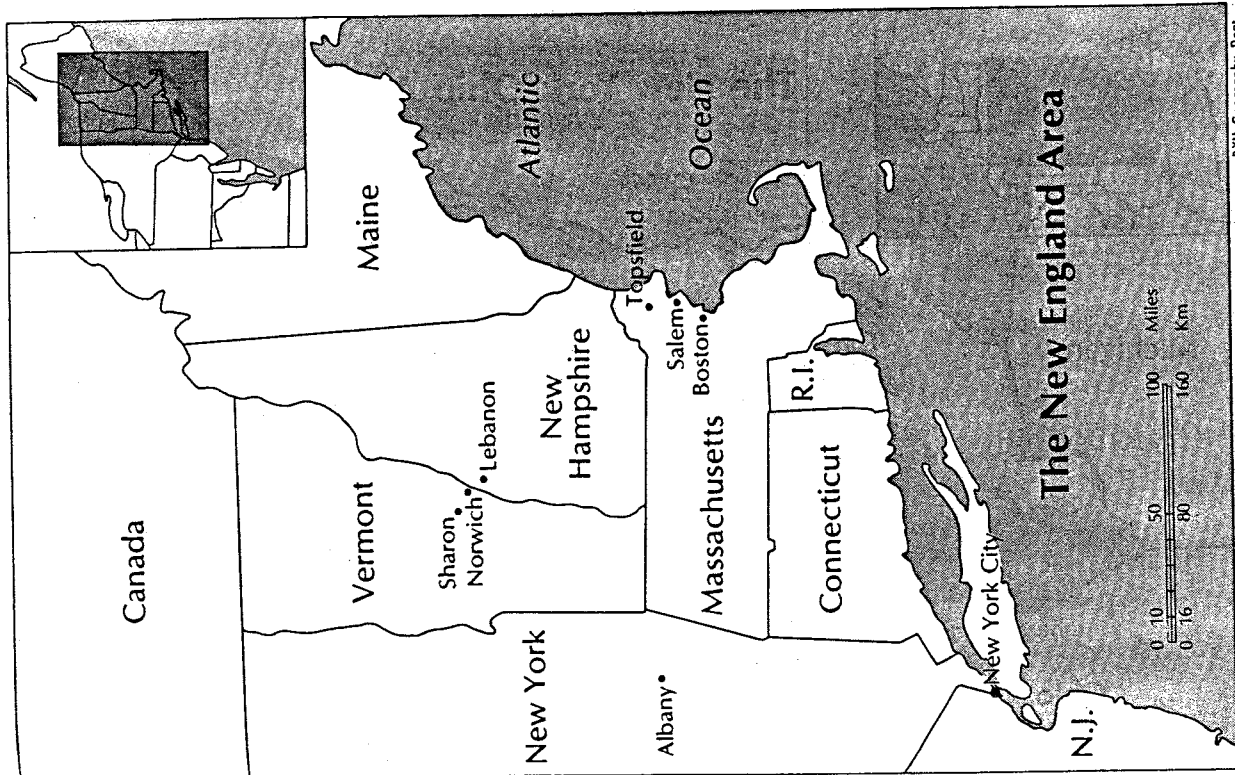 Canada
Maine
Vermont
Sharon
Norwich
Lebanon
New
Hampshire
New York
Albany
Topsfield
Salem
Boston
Massachusetts
Connecticut
R.I.
New York City
N.J.
Atlantic
Ocean
The New England Area
0 10 50 100 Miles
0 16 80 160 Km